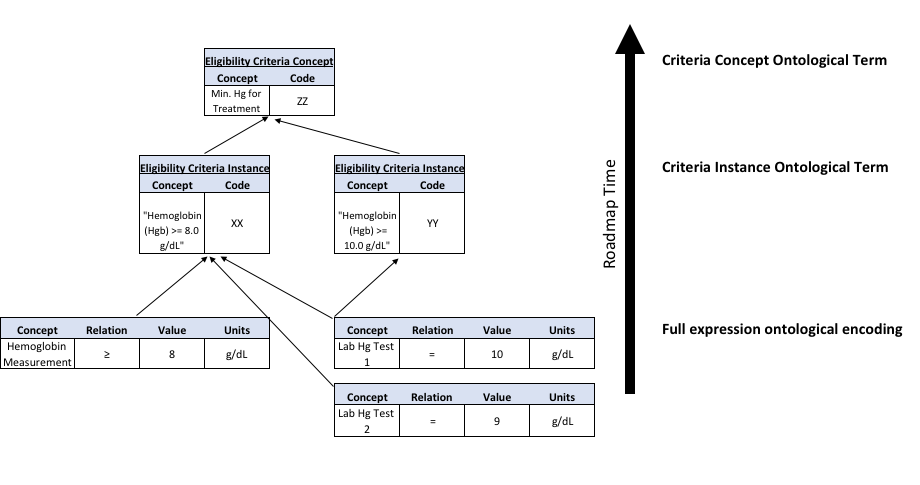 Eligibility Criteria Concept
Concept Code
Min. Hg for
Treatment
ZZ
Criteria Concept Ontological Term
Eligibility Criteria Instance
Concept Code
"Hemoglobin
(Hgb) >= 8.0
g/dL"
XX
Eligibility Criteria Instance
Concept Code
"Hemoglobin
(Hgb) >=
10.0 g/dL"
YY
Criteria Instance Ontological Term
Roadmap Time
Concept Relation Value Units
Hemoglobin
Measurement
≥ 8 g/dL
Concept Relation Value Units
Lab Hg Test
1
= 10 g/dL
Full expression ontological encoding
Concept Relation Value Units
Lab Hg Test
2
= 9 g/dL